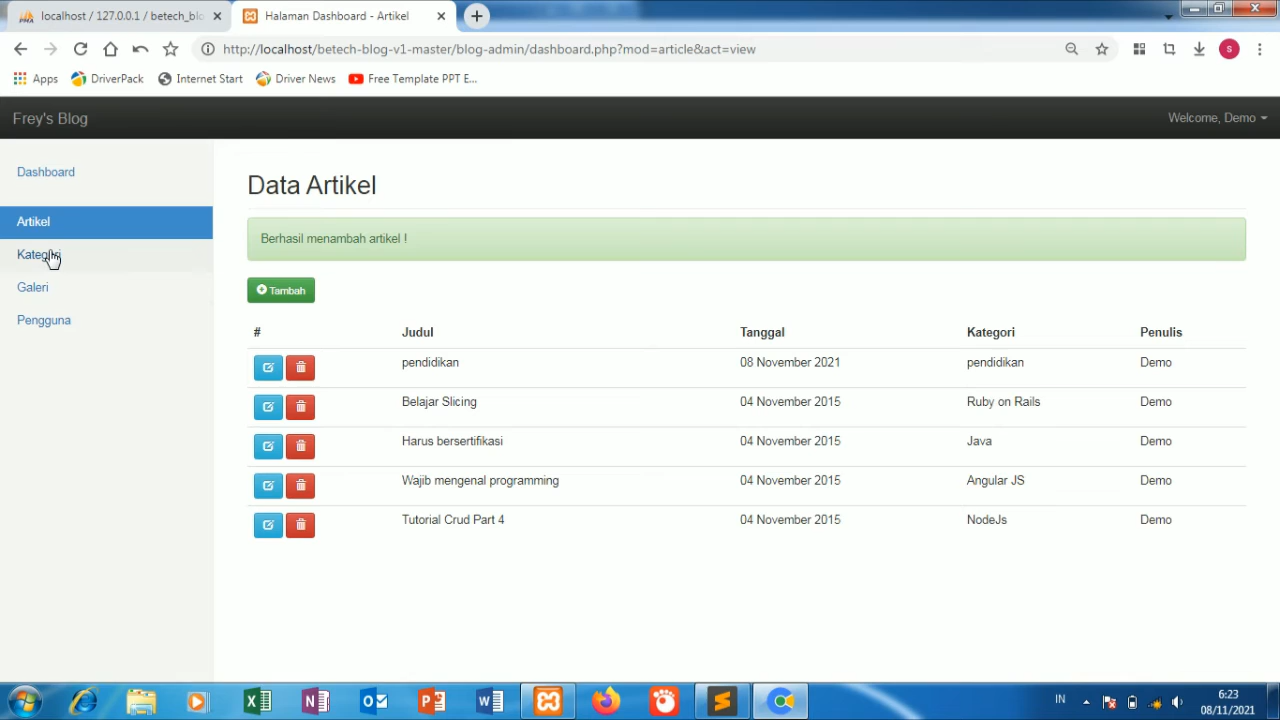 localhost / 127.0.0.1 / betech_blo
Halaman Dashboard - Artikel
http://localhost/betech-blog-v1-master/blog-admin/dashboard.php?mod=article&act=view
S
Apps
DriverPack
Internet Start
Driver News
Free Template PPT E...
Frey's Blog
Welcome, Demo
Dashboard
Artikel
Kategori
Galeri
Pengguna
Data Artikel
Berhasil menambah artikel !
Tambah
# Judul Tanggal Kategori Penulis
pendidikan 08 November 2021 pendidikan Demo
Belajar Slicing 04 November 2015 Ruby on Rails Demo
Harus bersertifikasi 04 November 2015 Java Demo
Wajib mengenal programming 04 November 2015 Angular JS Demo
Tutorial Crud Part 4 04 November 2015 NodeJs Demo
IN
6:23
08/11/2021